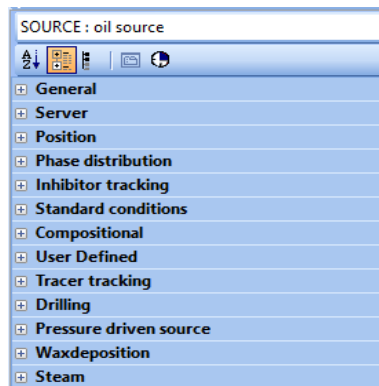 SOURCE : oil source
General
Server
Position
Phase distribution
Inhibitor tracking
Standard conditions
Compositional
User Defined
Tracer tracking
Drilling
Pressure driven source
Waxdeposition
Steam